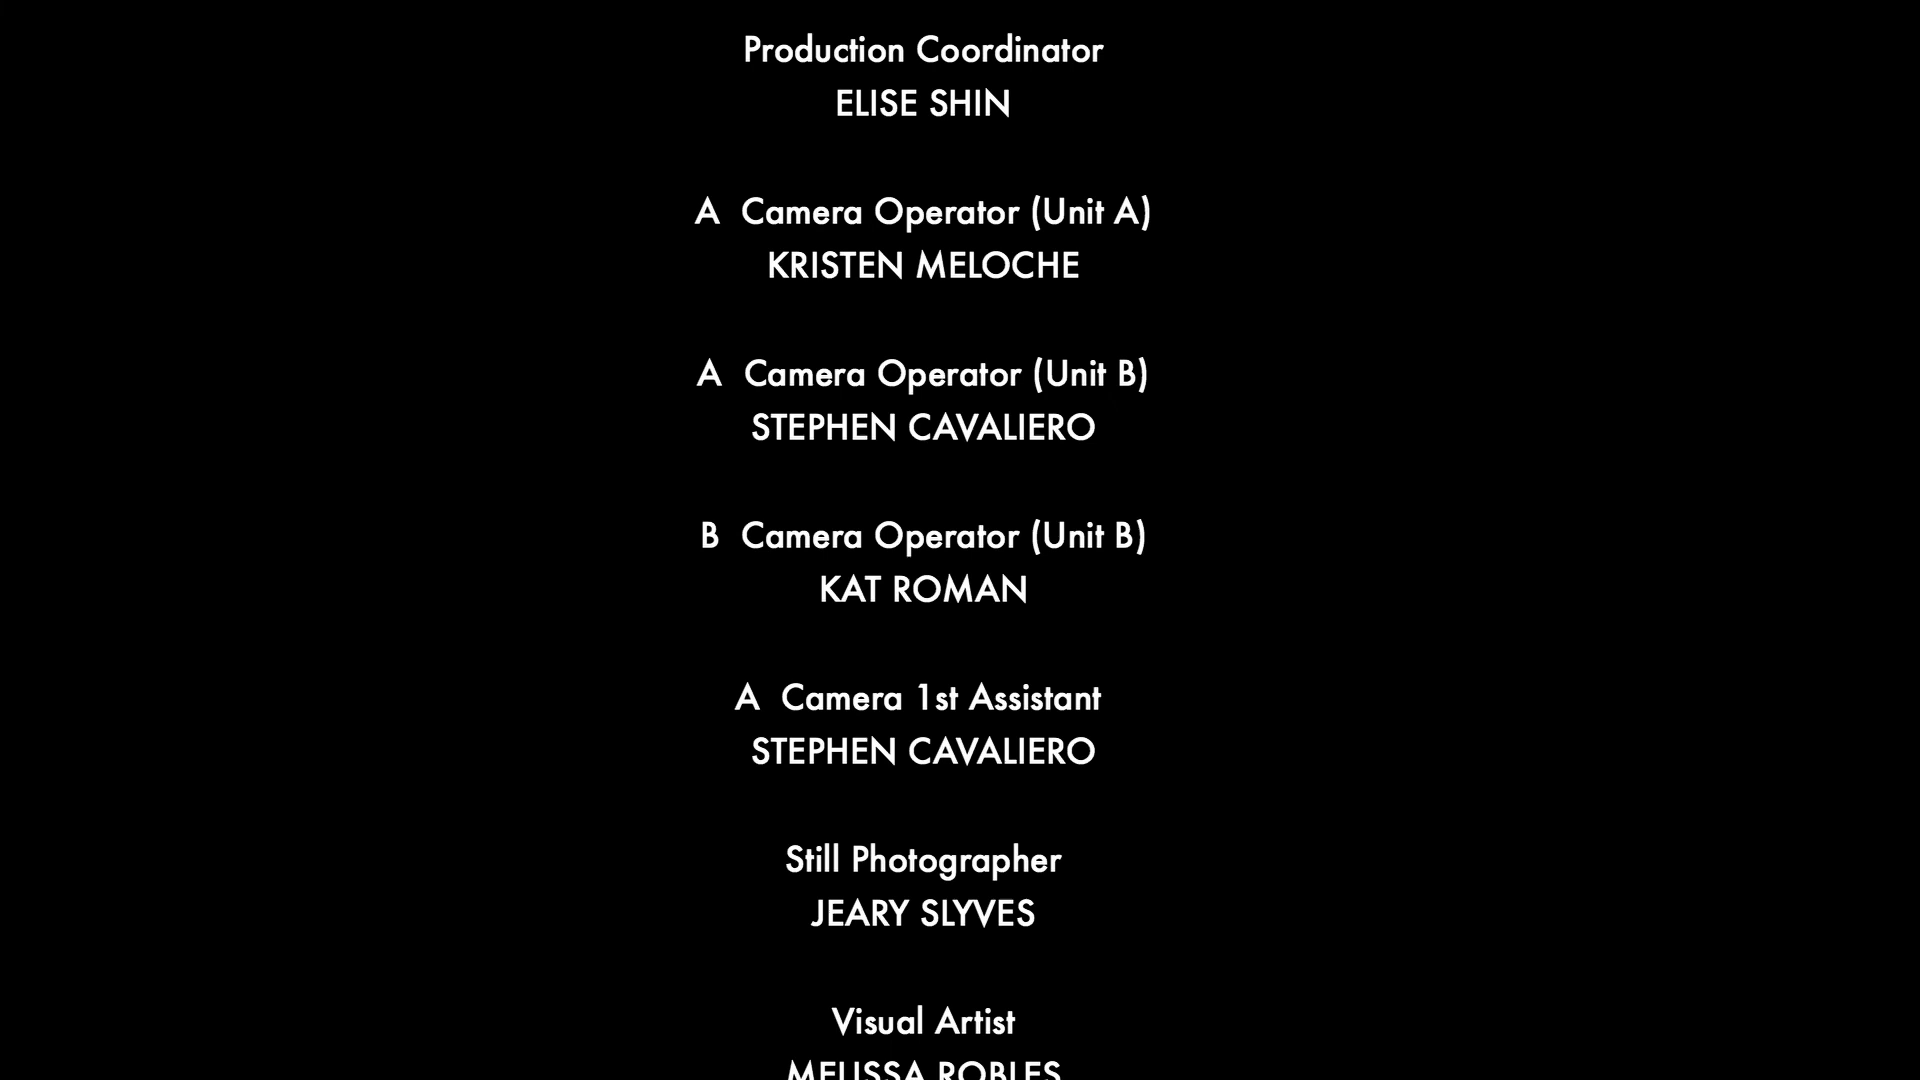 Production Coordinator
ELISE SHIN
A Camera Operator (Unit A)
KRISTEN MELOCHE
A Camera Operator (Unit B)
STEPHEN CAVALIERO
B Camera Operator (Unit B)
KAT ROMAN
A Camera 1st Assistant
STEPHEN CAVALIERO
Still Photographer
JEARY SLYVES
Visual Artist
MELISSA ROBLES